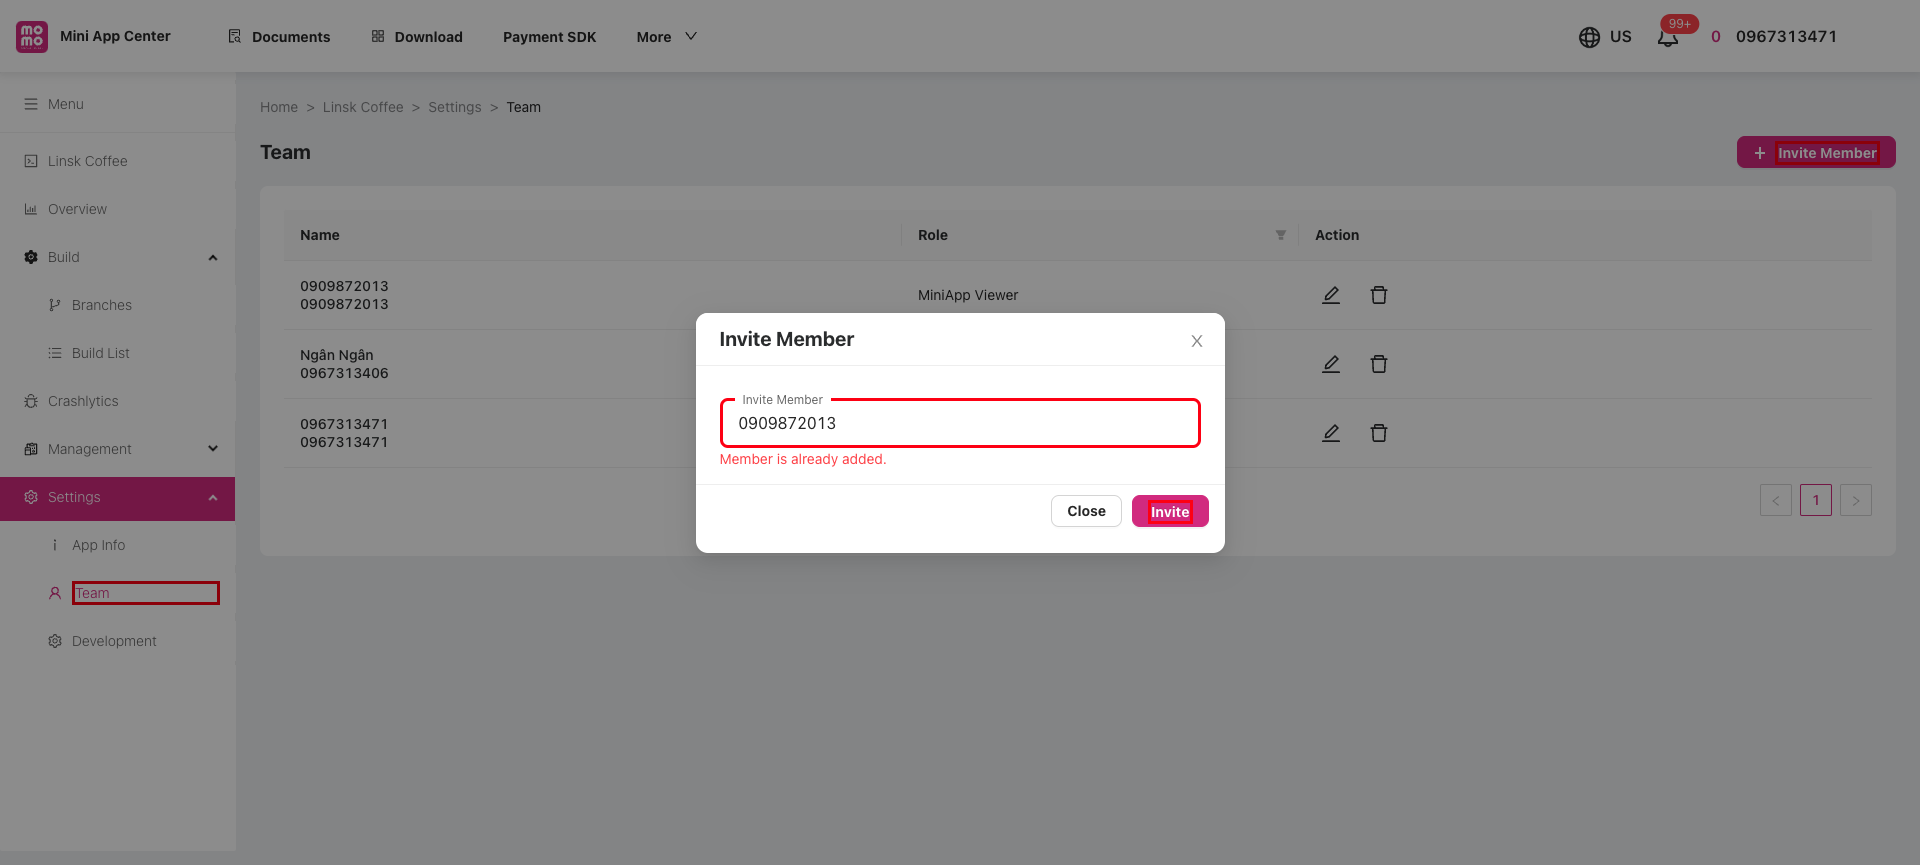 MOMO
Mini App Center
Documents
Download
Payment SDK
More
US
99+
0
0967313471
Menu
Linsk Coffee
Overview
Build
Branches
Build List
Crashlytics
Management
Settings
App Info
Team
Development
Home > Linsk Coffee > Settings > Team
Team
+ Invite Member
Name
Role
Action
0909872013
0909872013
MiniApp Viewer
Ngân Ngân
0967313406
0967313471
0967313471
< 1 >
Invite Member
Invite Member
0909872013
Member is already added.
Close
Invite